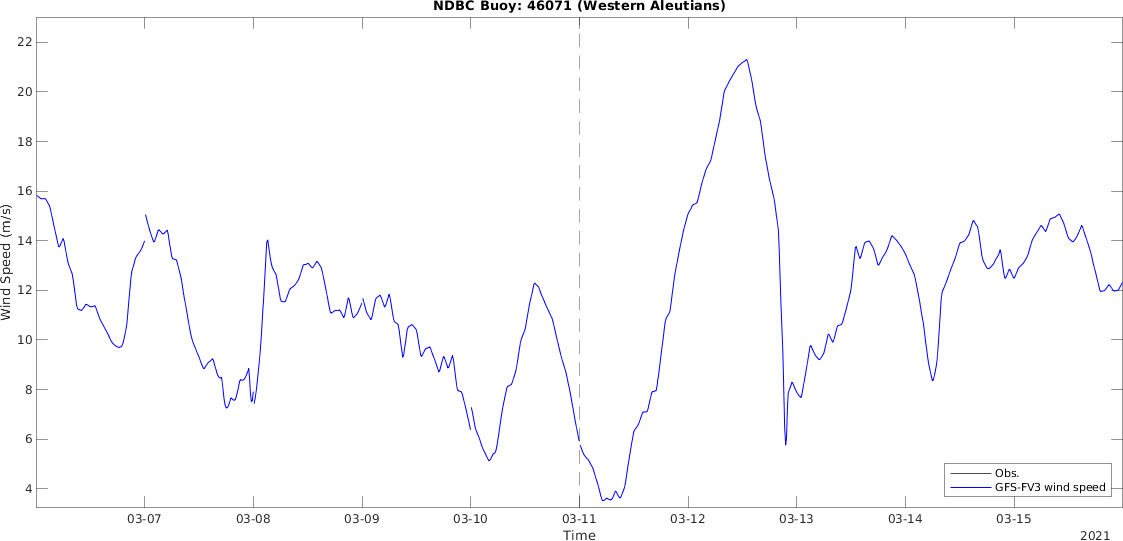 NDBC Buoy: 46071 (Western Aleutians)
Wind Speed (m/s)
22
20
18
16
14
12
10
8
6
4
Obs.
GFS-FV3 wind speed
03-07 03-08 03-09 03-10 03-11 03-12 03-13 03-14 03-15
Time
2021